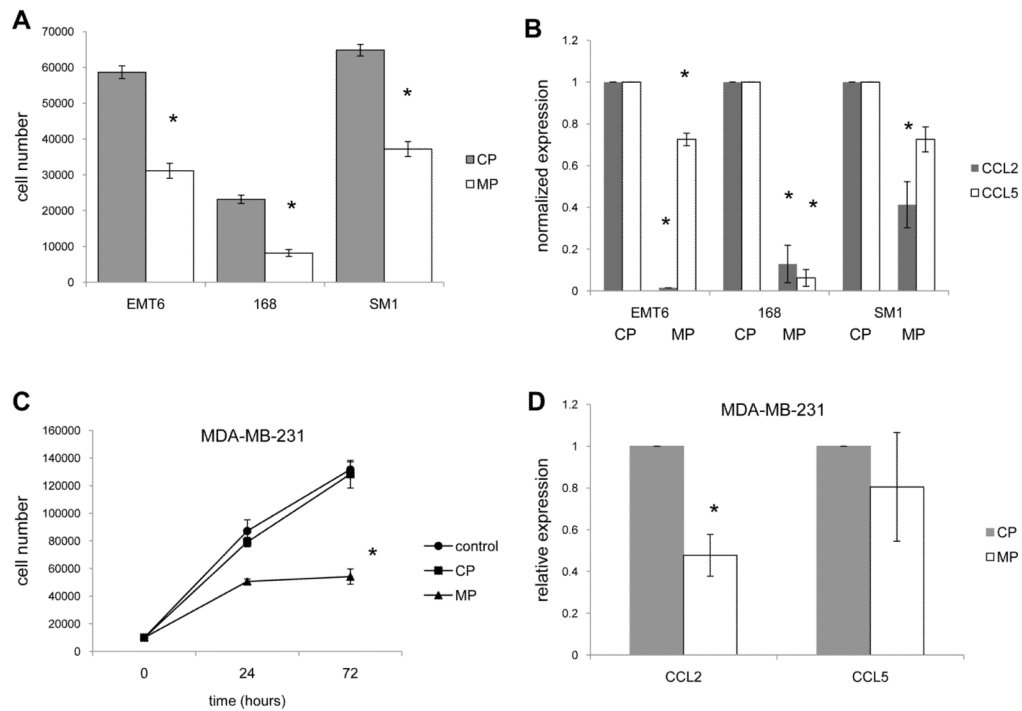 A
70000
60000
50000
40000
30000
20000
10000
0
cell number
*
*
*
EMT6 168 SM1
CP
MP
B
1.2
1
0.8
0.6
0.4
0.2
0
normalized expression
*
*
*
*
*
EMT6 168 SM1
CP MP CP MP CP MP
CCL2
CCL5
C
MDA-MB-231
160000
140000
120000
100000
80000
60000
40000
20000
0
cell number
*
0 24 72
time (hours)
control
CP
MP
D
MDA-MB-231
1.2
1
0.8
0.6
0.4
0.2
0
relative expression
*
CCL2 CCL5
CP
MP